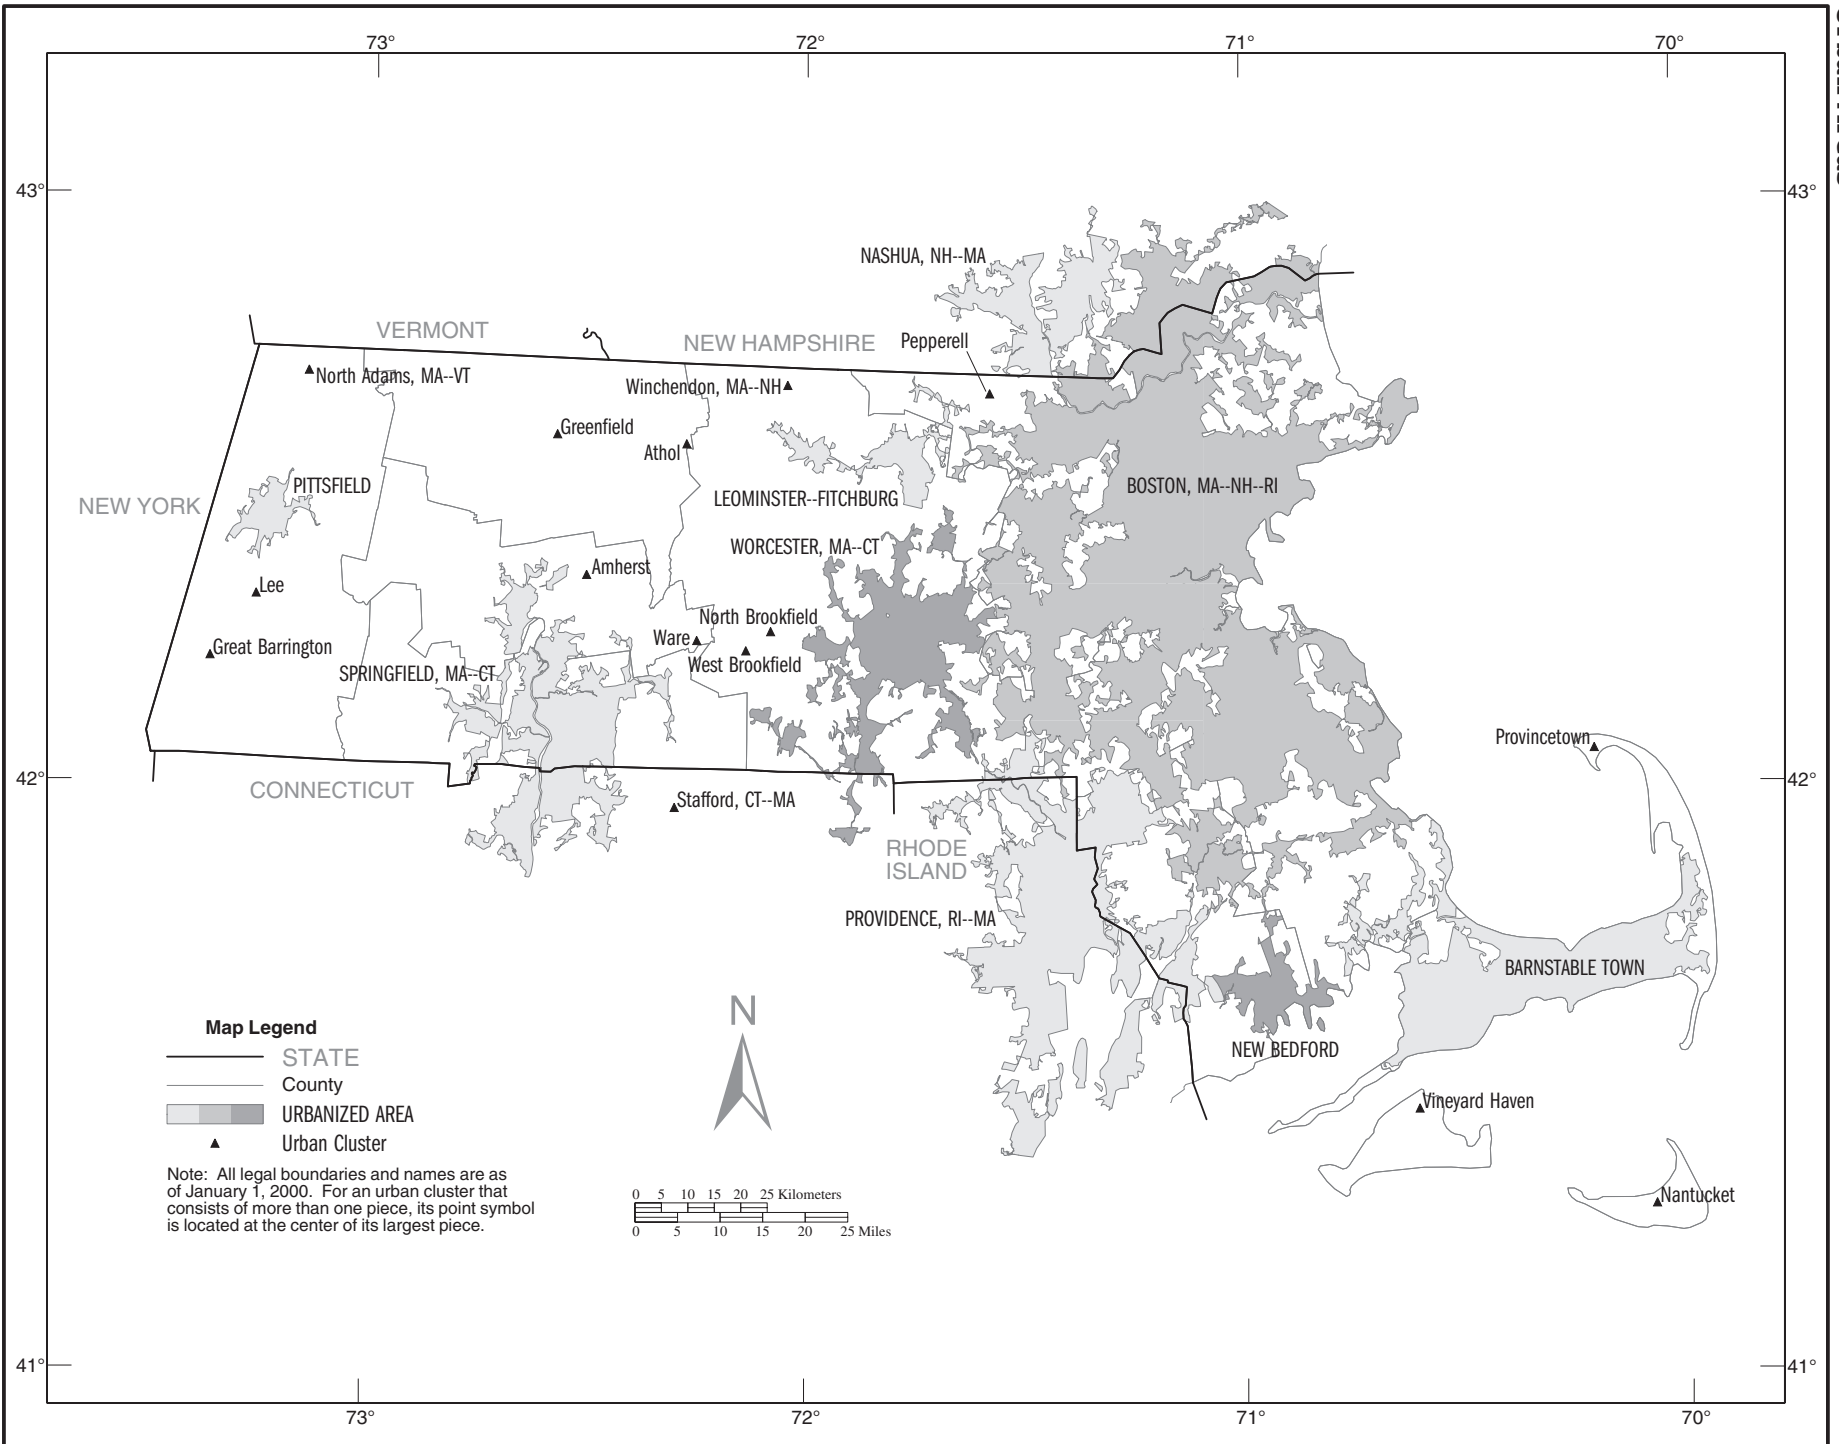 73°
72°
71°
70°
43°
43°
NASHUA, NH--MA
VERMONT
NEW HAMPSHIRE
Pepperell
North Adams, MA--VT
Winchendon, MA--NH
Greenfield
Athol
PITTSFIELD
NEW YORK
LEOMINSTER--FITCHBURG
BOSTON, MA--NH--RI
WORCESTER, MA--CT
Amherst
Lee
North Brookfield
Great Barrington
Ware
West Brookfield
SPRINGFIELD, MA--CT
Provincetown
42°
42°
CONNECTICUT
Stafford, CT--MA
RHODE
ISLAND
PROVIDENCE, RI--MA
BARNSTABLE TOWN
N
NEW BEDFORD
Vineyard Haven
Nantucket
Map Legend
STATE
County
URBANIZED AREA
Urban Cluster
Note: All legal boundaries and names are as
of January 1, 2000. For an urban cluster that
consists of more than one piece, its point symbol
is located at the center of its largest piece.
0 5 10 15 20 25 Kilometers
0 5 10 15 20 25 Miles
41°
41°
73°
72°
71°
70°